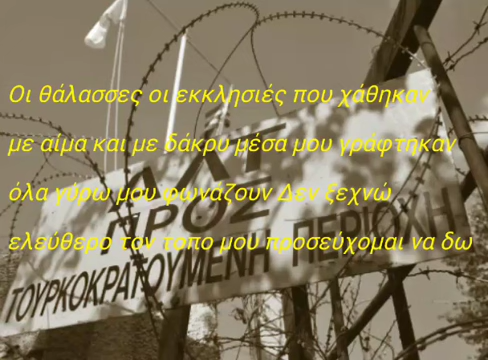 Οι θάλασσες οι εκκλησιές που χάθηκαν
με αίμα και με δάκρυ μέσα μου γράφτηκαν
όλα γύρω μου φωνάζουν Δεν ξεχνώ
ελεύθερο τον τοπο μου προσεύχομαι να δω
ΑΛΤ
ΠΡΟΣ
ΤΟΥΡΚΟΚΡΑΤΟΥΜΕΝΗ ΠΕΡΙΟΧΗ